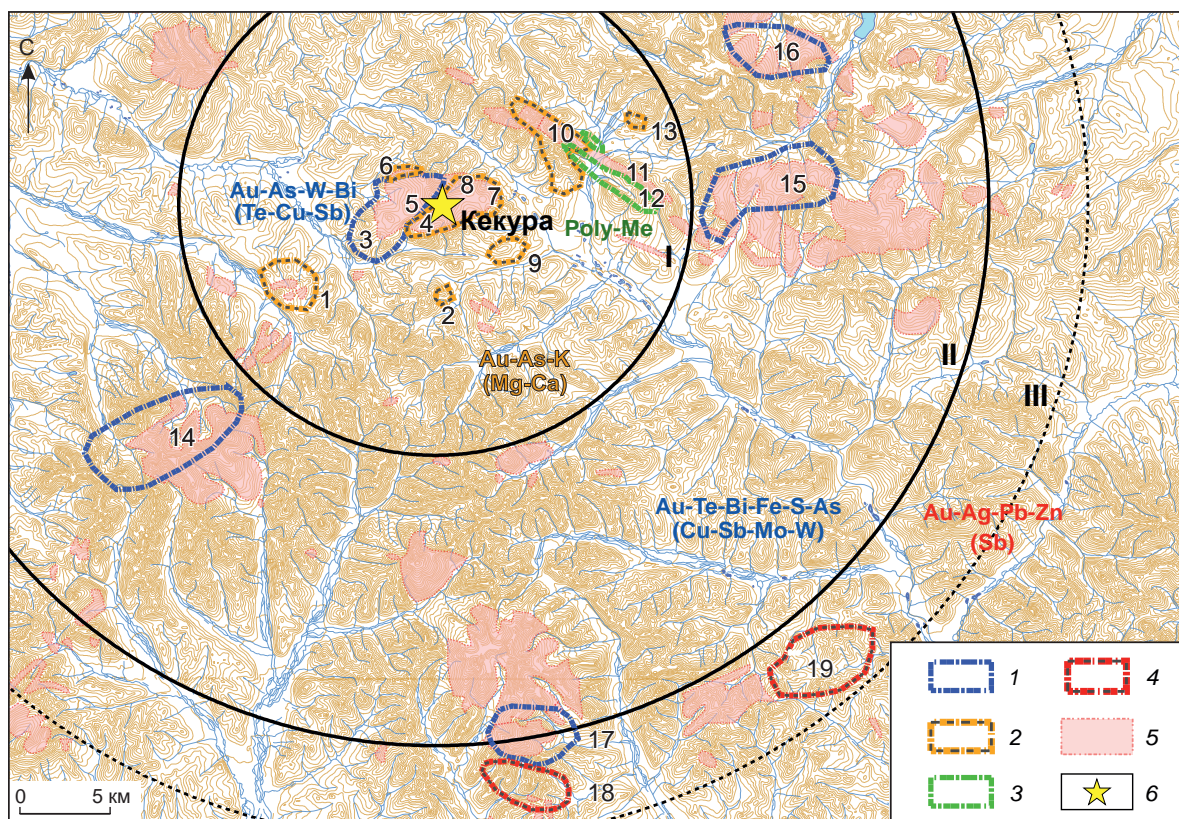 С
16
13
10
11
12
15
6
8
7
5
4
3
Кекура
Au-As-W-Bi
(Te-Cu-Sb)
Poly-Me
9
I
1
2
Au-As-K
(Mg-Ca)
II
III
14
Au-Te-Bi-Fe-S-As
(Cu-Sb-Mo-W)
Au-Ag-Pb-Zn
(Sb)
19
17
18
0 5 км
1
2
3
4
5
6